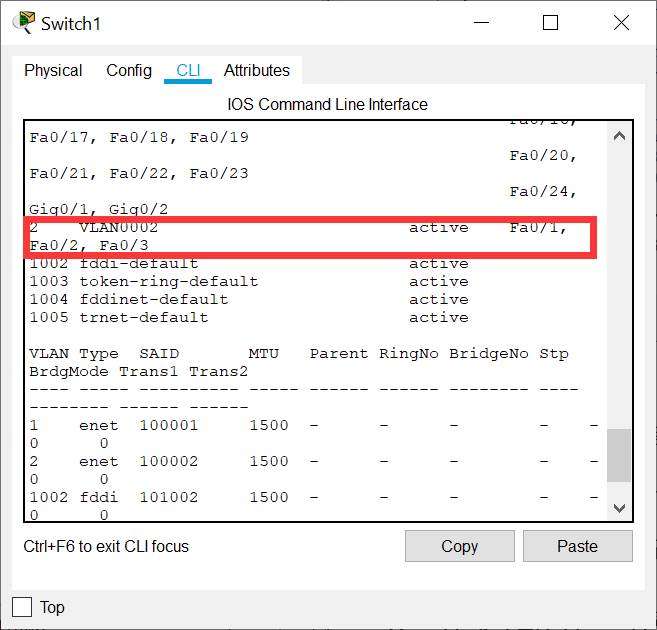 Switch1
Physical Config CLI Attributes
IOS Command Line Interface
Fa0/17, Fa0/18, Fa0/19
Fa0/20,
Fa0/21, Fa0/22, Fa0/23
Fa0/24,
Gig0/1, Gig0/2
2 VLAN0002 active Fa0/1,
Fa0/2, Fa0/3
1002 fddi-default active
1003 token-ring-default active
1004 fddinet-default active
1005 trnet-default active
VLAN Type SAID MTU Parent RingNo BridgeNo Stp
BrdgMode Trans1 Trans2
---- ----- ---------- ----- ------ ------ -------- ----
-------- ------ ------
1 enet 100001 1500 - - - - -
0 0
2 enet 100002 1500 - - - - -
0 0
1002 fddi 101002 1500 - - - - -
0 0
Ctrl+F6 to exit CLI focus
Copy Paste
Top